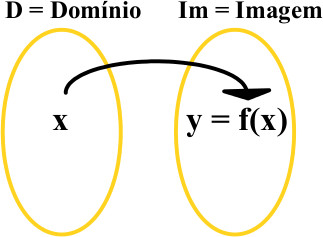 D = Domínio Im = Imagem
x y = f(x)